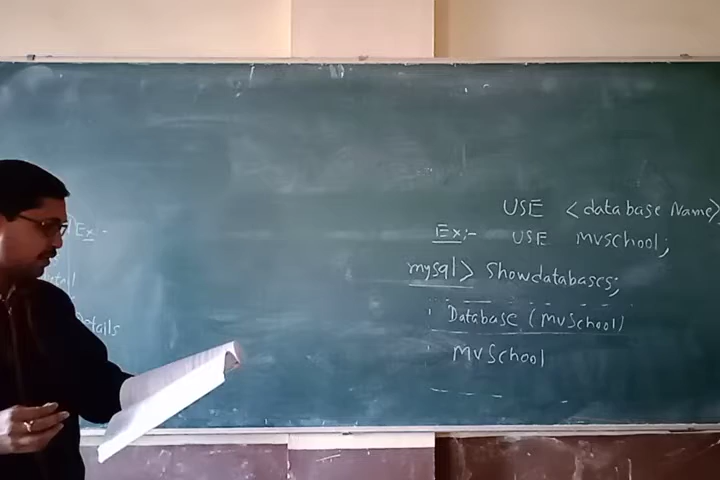 USE <database Name>
Ex:- USE mvschool;
mysql> showdatabases;
Database (mvschool)
mvschool
Ex:-